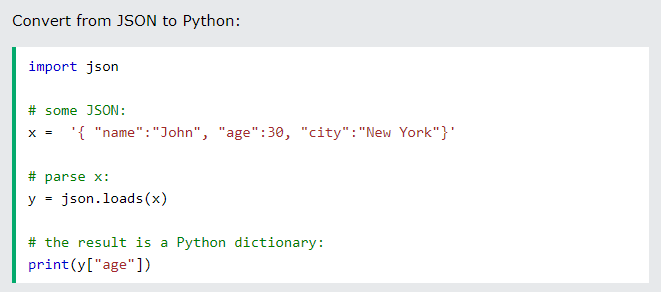 Convert from JSON to Python:
import json
# some JSON:
x =  '{ "name":"John", "age":30, "city":"New York"}'
# parse x:
y = json.loads(x)
# the result is a Python dictionary:
print(y["age"])